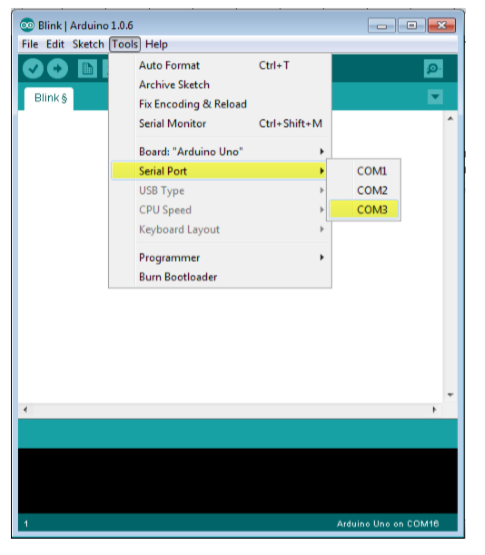 Blink | Arduino 1.0.6
File Edit Sketch Tools Help
Blink §
Auto Format Ctrl+T
Archive Sketch
Fix Encoding & Reload
Serial Monitor Ctrl+Shift+M
Board: "Arduino Uno"
Serial Port
USB Type
CPU Speed
Keyboard Layout
Programmer
Burn Bootloader
COM1
COM2
COM3
1 Arduino Uno on COM16